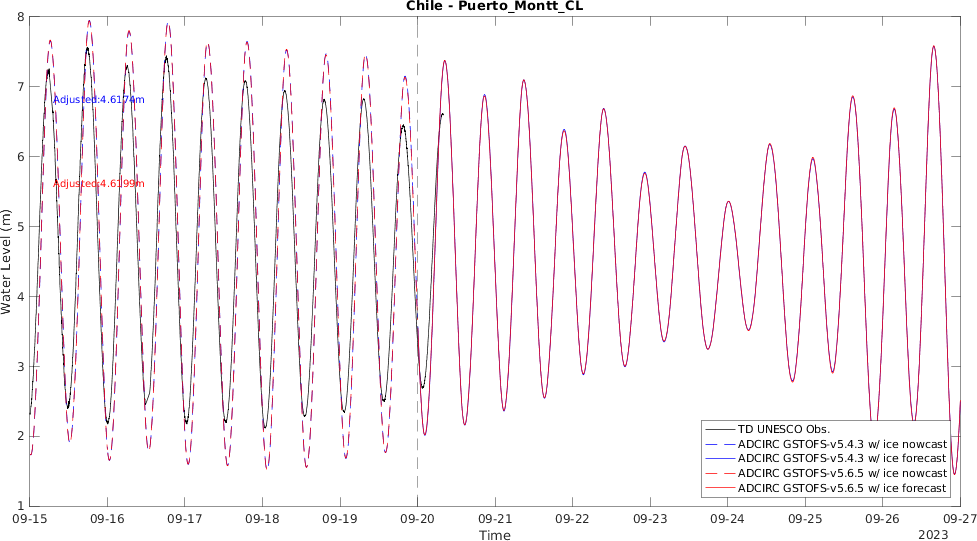 Chile - Puerto_Montt_CL
8
7
6
5
4
3
2
1
Water Level (m)
Adjusted:4.6174m
Adjusted:4.6199m
TD UNESCO Obs.
ADCIRC GSTOFS-v5.4.3 w/ ice nowcast
ADCIRC GSTOFS-v5.4.3 w/ ice forecast
ADCIRC GSTOFS-v5.6.5 w/ ice nowcast
ADCIRC GSTOFS-v5.6.5 w/ ice forecast
09-15 09-16 09-17 09-18 09-19 09-20 09-21 09-22 09-23 09-24 09-25 09-26 09-27
Time
2023